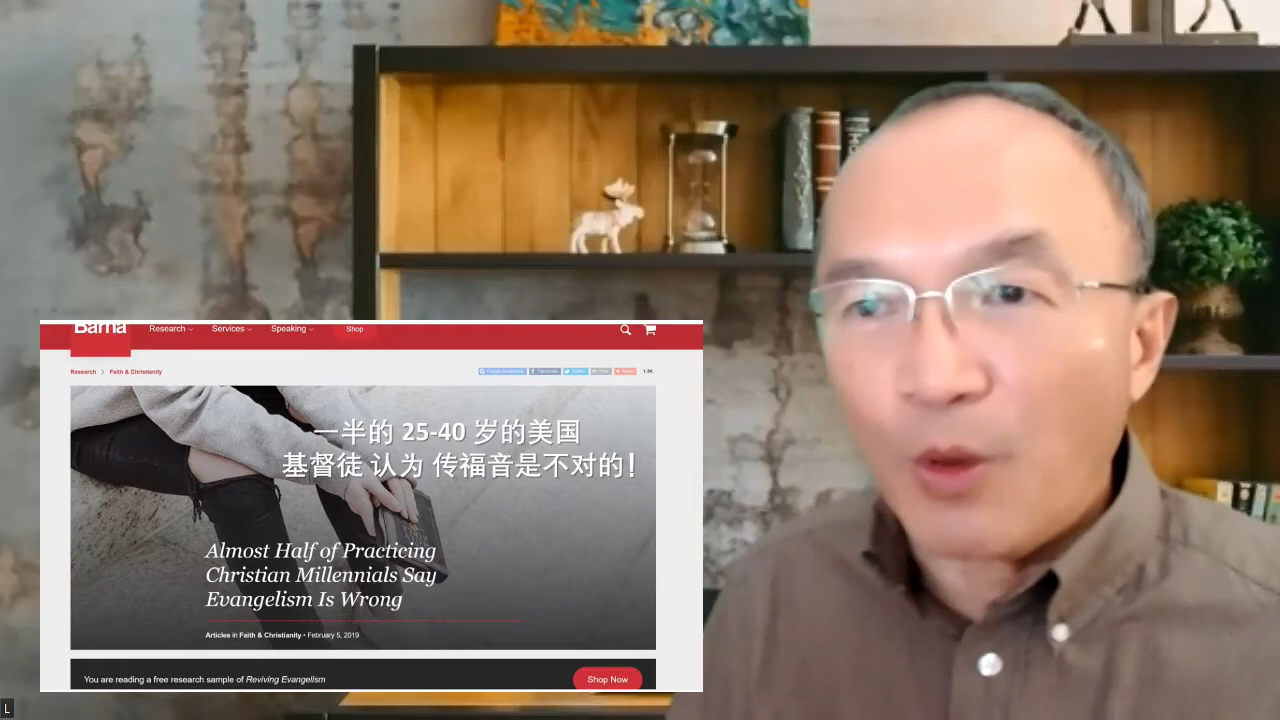 Barna
Research Services Speaking Shop
Research > Faith & Christianity
1.9K
一半的 25-40 岁的美国
基督徒 认为 传福音是不对的!
Almost Half of Practicing
Christian Millennials Say
Evangelism Is Wrong
Articles in Faith & Christianity • February 5, 2019
You are reading a free research sample of Reviving Evangelism
Shop Now
L